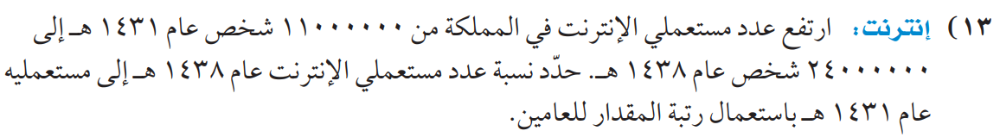 ١٣) إنترنت: ارتفع عدد مستعملي الإنترنت في المملكة من ١١٠٠٠٠٠٠ شخص عام ١٤٣١ هـ إلى
٢٤٠٠٠٠٠٠ شخص عام ١٤٣٨ هـ. حدّد نسبة عدد مستعملي الإنترنت عام ١٤٣٨ هـ إلى مستعمليه
عام ١٤٣١ هـ باستعمال رتبة المقدار للعامين.